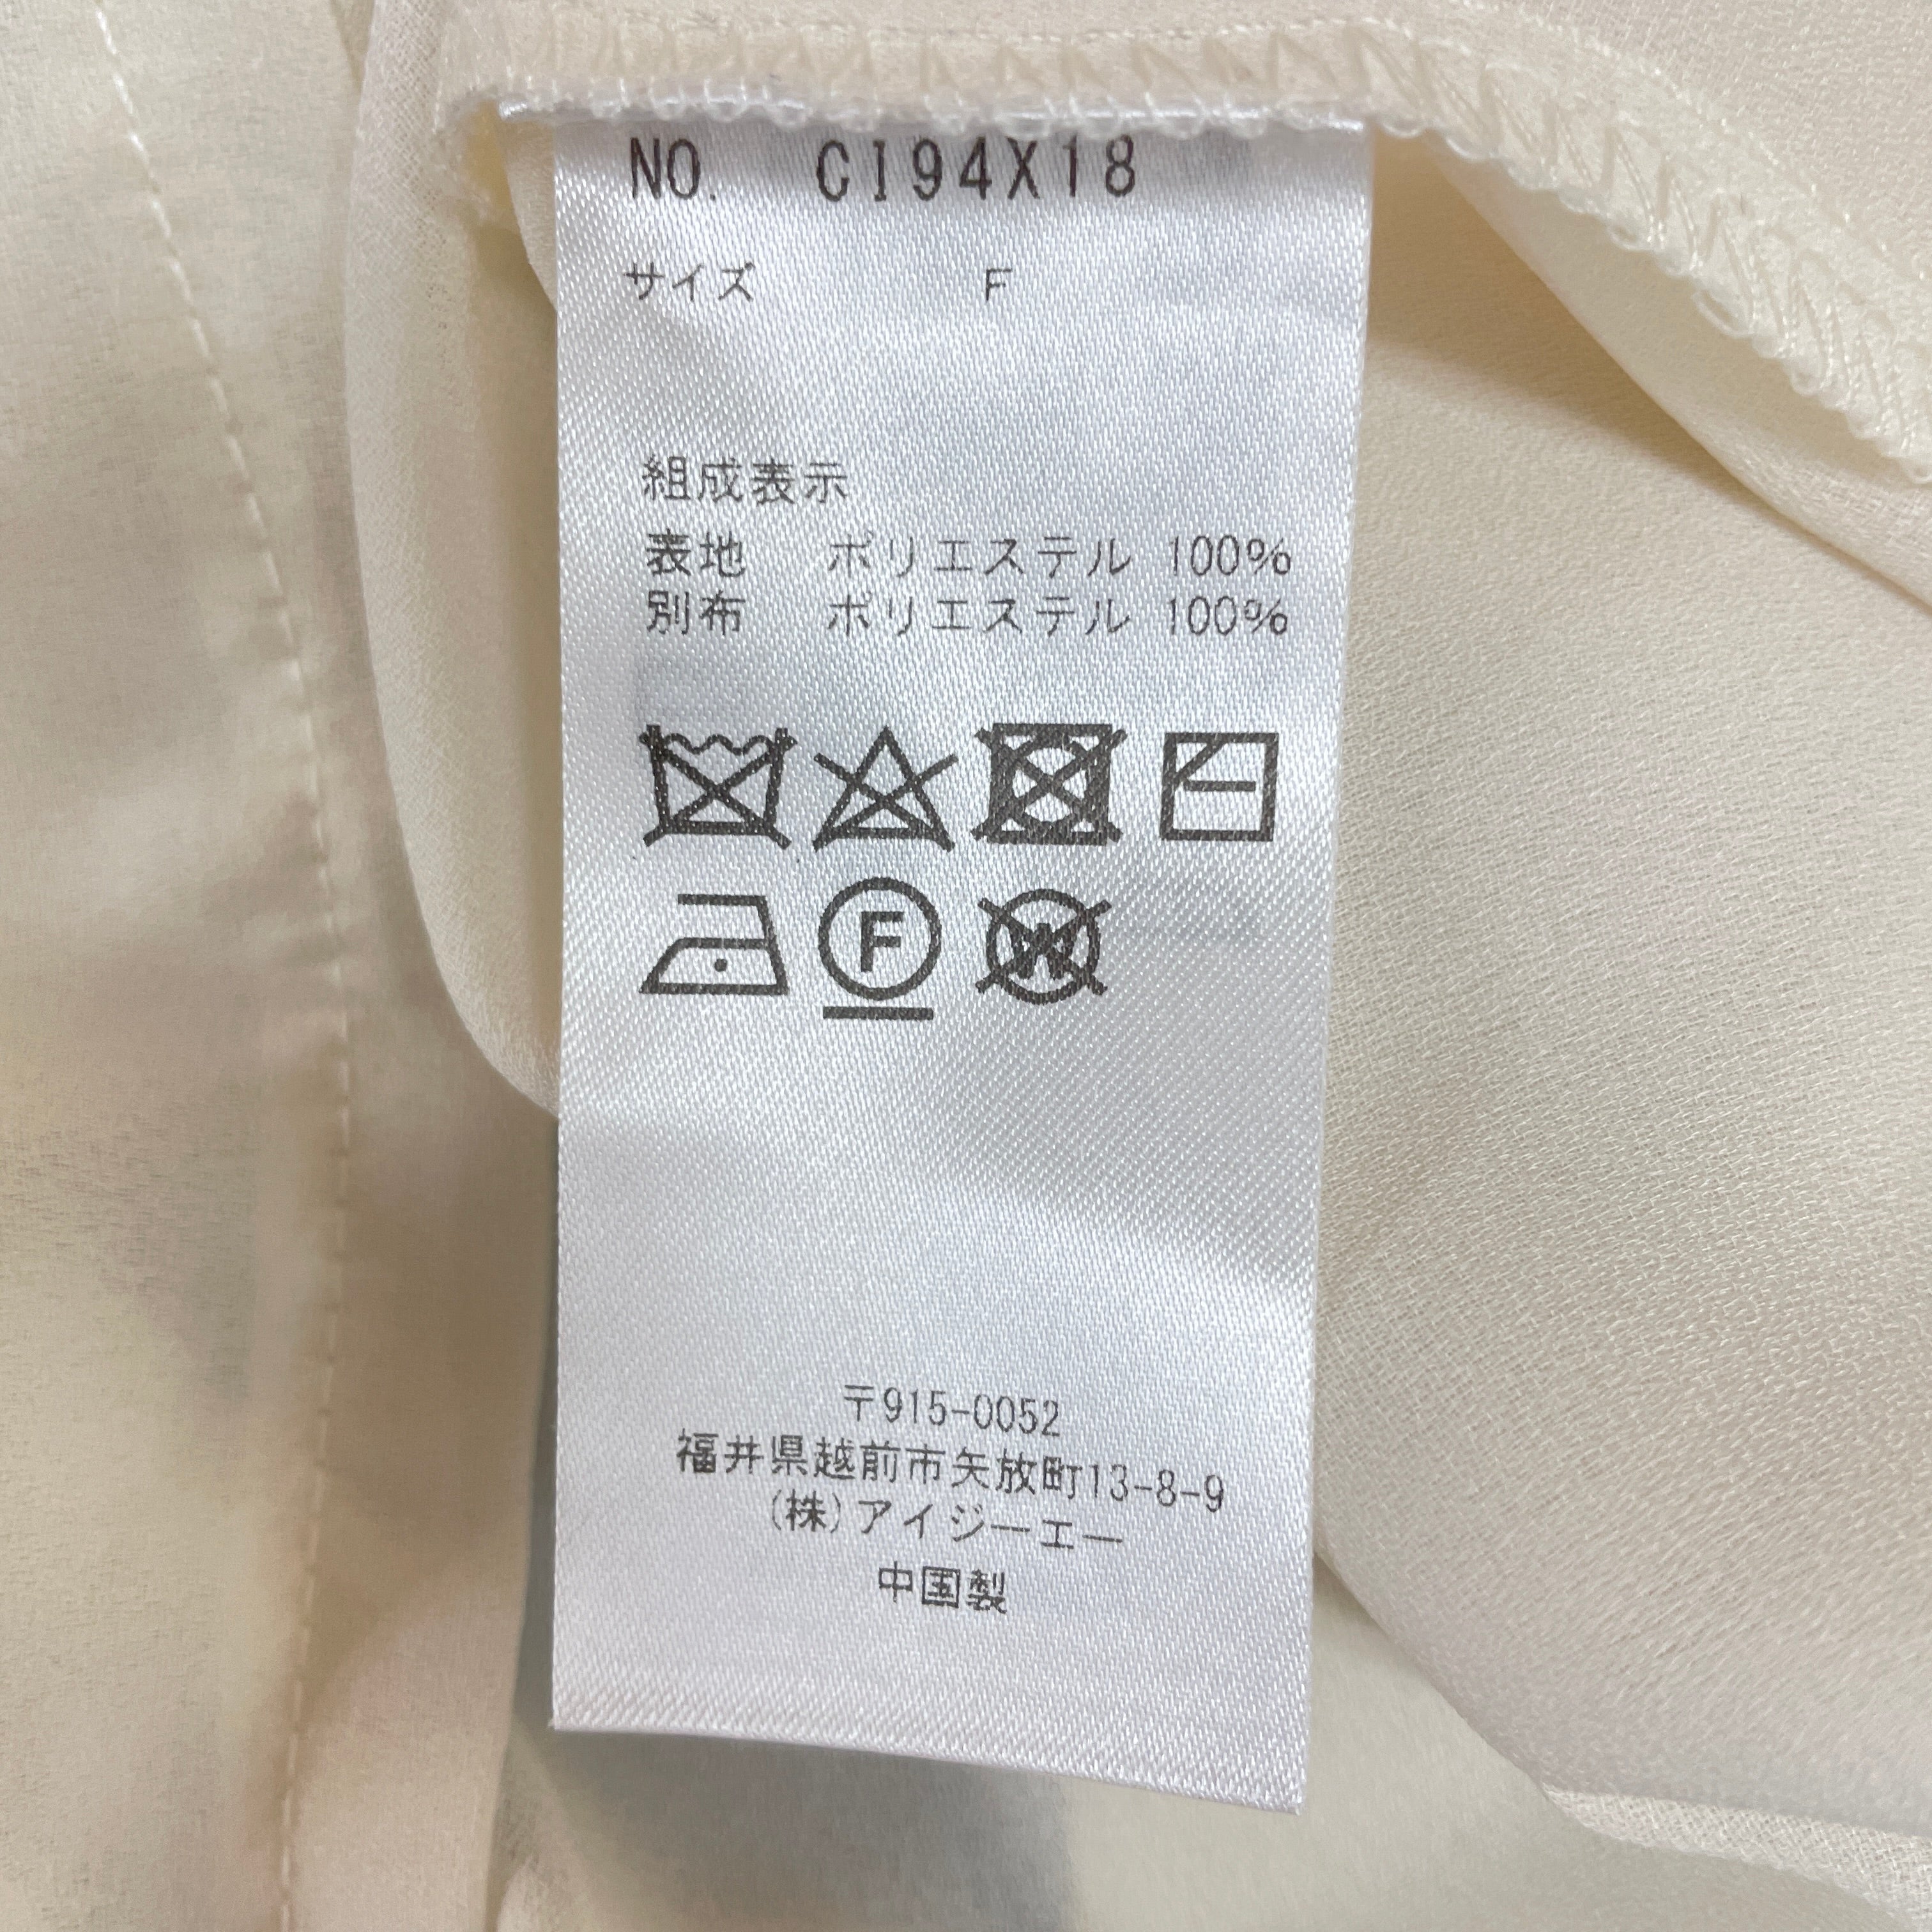 NO. CI94X18
サイズ F
組成表示
表地 ポリエステル 100%
別布 ポリエステル 100%
F
W
〒915-0052
福井県越前市矢放町13-8-9
(株)アイジーエー
中国製